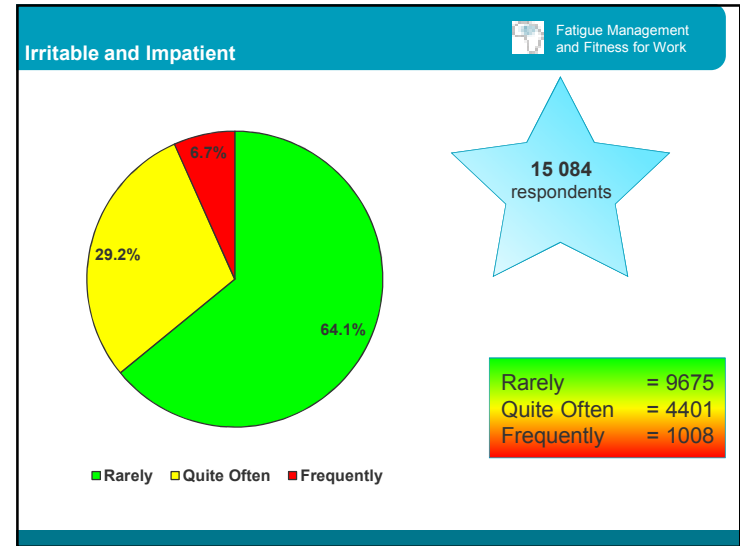 Irritable and Impatient
Fatigue Management
and Fitness for Work
15 084
respondents
6.7%
29.2%
64.1%
Rarely = 9675
Quite Often = 4401
Frequently = 1008
Rarely Quite Often Frequently